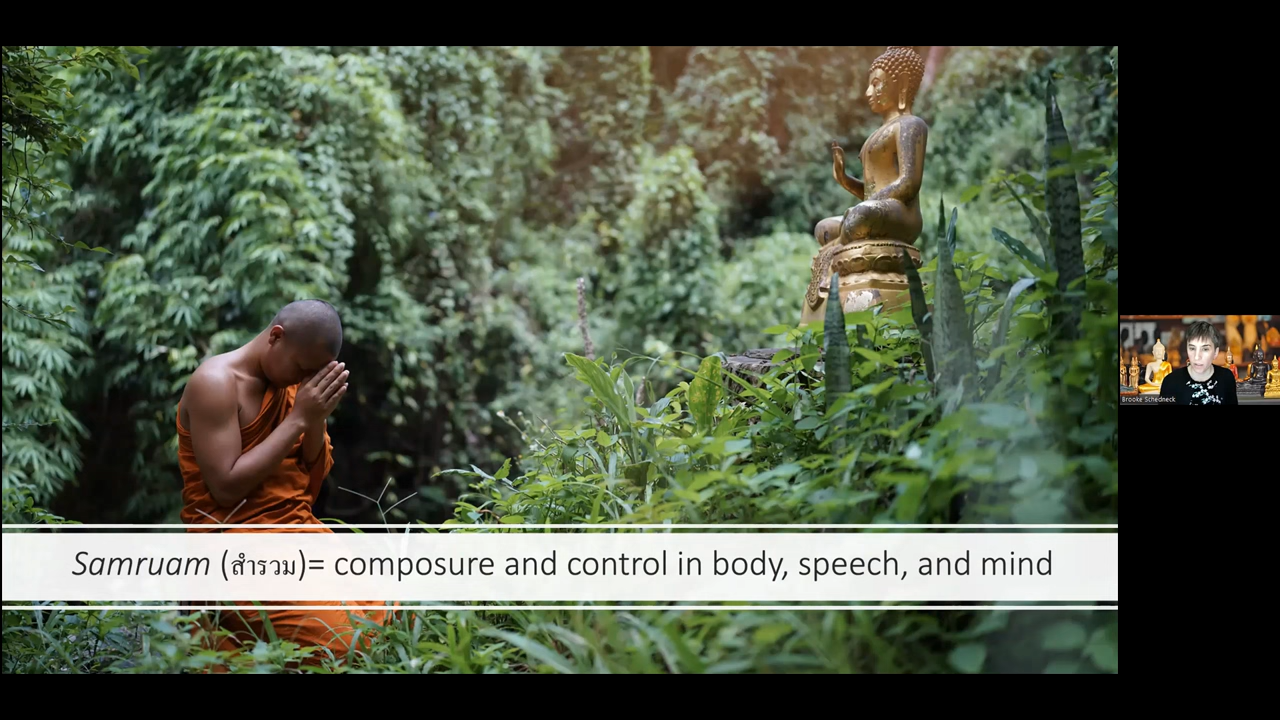 Samruam (สำรวม)= composure and control in body, speech, and mind
Brooke Schedneck